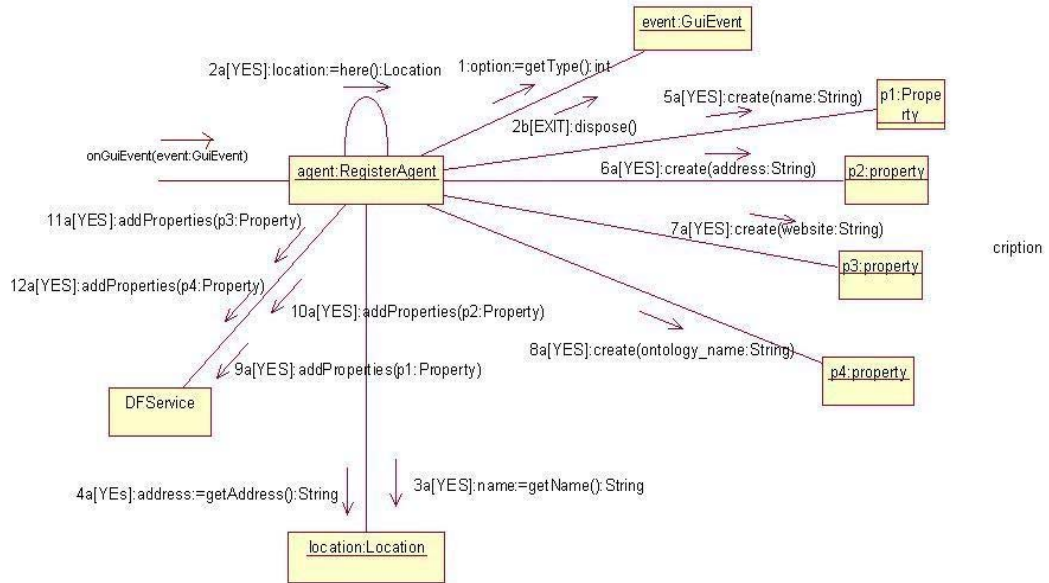 event:GuiEvent
2a[YES]:location:=here():Location
1:option:=getType():int
5a[YES]:create(name:String)
p1:Prope
rty
2b[EXIT]:dispose()
onGuiEvent(event:GuiEvent)
agent:RegisterAgent
6a[YES]:create(address:String)
p2:property
11a[YES]:addProperties(p3:Property)
7a[YES]:create(website:String)
cription
p3:property
12a[YES]:addProperties(p4:Property)
10a[YES]:addProperties(p2:Property)
8a[YES]:create(ontology_name:String)
9a[YES]:addProperties(p1:Property)
p4:property
DFService
4a[YEs]:address:=getAddress():String
3a[YES]:name:=getName():String
location:Location